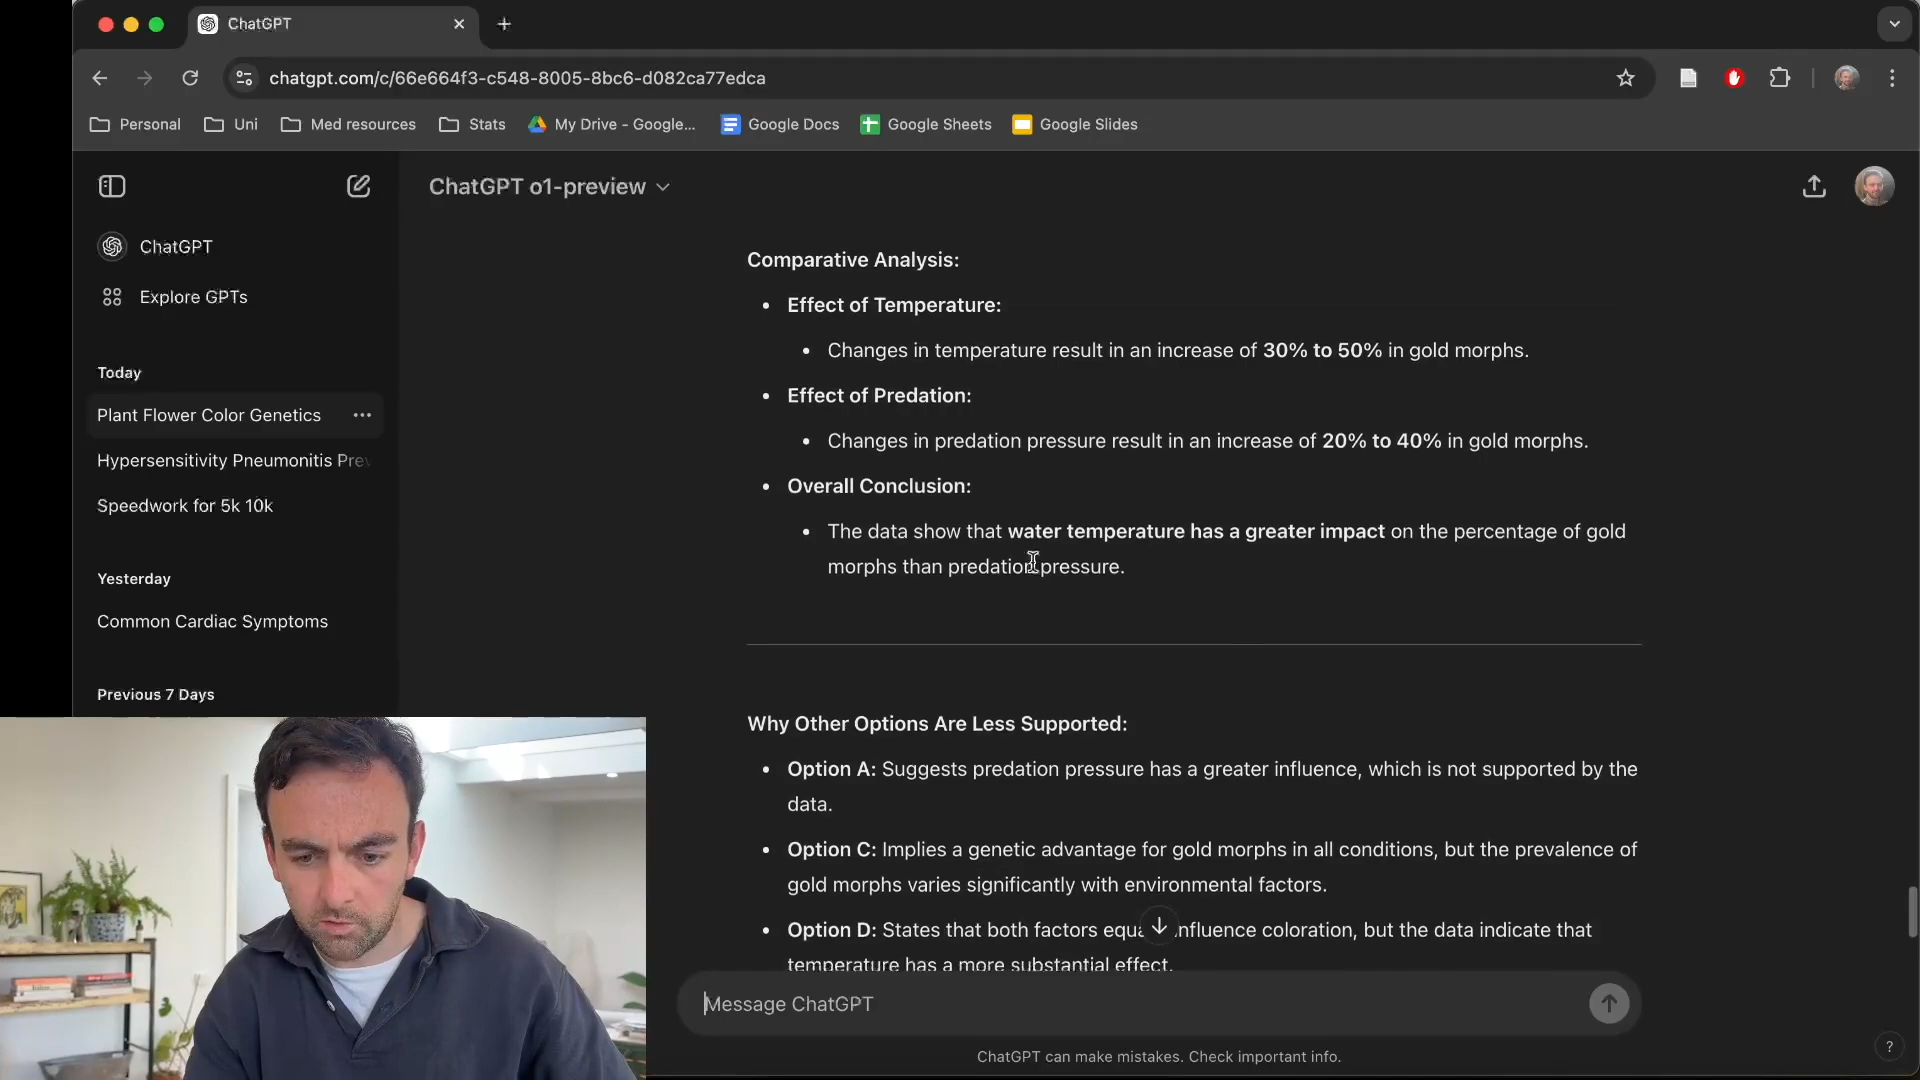 ChatGPT
chatgpt.com/c/66e664f3-c548-8005-8bc6-d082ca77edca
Personal
Uni
Med resources
Stats
My Drive - Google...
Google Docs
Google Sheets
Google Slides
ChatGPT
Explore GPTs
Today
Plant Flower Color Genetics
Hypersensitivity Pneumonitis Prev
Speedwork for 5k 10k
Yesterday
Common Cardiac Symptoms
Previous 7 Days
ChatGPT o1-preview
Comparative Analysis:
Effect of Temperature:
Changes in temperature result in an increase of 30% to 50% in gold morphs.
Effect of Predation:
Changes in predation pressure result in an increase of 20% to 40% in gold morphs.
Overall Conclusion:
The data show that water temperature has a greater impact on the percentage of gold
morphs than predation pressure.
Why Other Options Are Less Supported:
Option A: Suggests predation pressure has a greater influence, which is not supported by the
data.
Option C: Implies a genetic advantage for gold morphs in all conditions, but the prevalence of
gold morphs varies significantly with environmental factors.
Option D: States that both factors equa influence coloration, but the data indicate that
temperature has a more substantial effect.
Message ChatGPT
ChatGPT can make mistakes. Check important info.
?